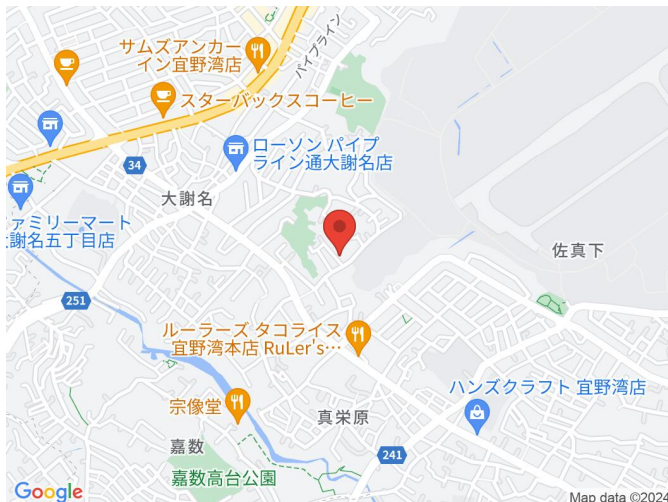 サムズアンカー
イン宜野湾店
パイプライン
スターバックスコーヒー
ローソン パイプ
ライン通大謝名店
34
大謝名
ァミリーマート
謝名五丁目店
佐真下
251
ルーラーズ タコライス
宜野湾本店 RuLer's…
ハンズクラフト 宜野湾店
宗像堂
真栄原
嘉数
241
嘉数高台公園
Google
Map data ©2024